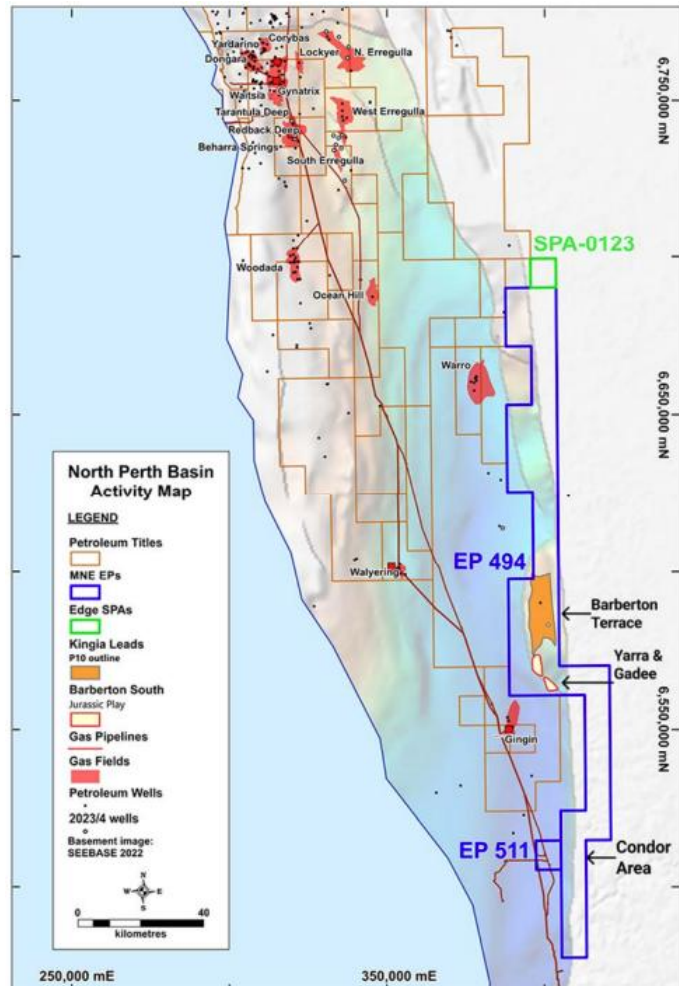 Yardarino
Corybas
Lockyer
N. Erregulla
Dongara
Waitsia
Gynatrix
Tarantula Deep
West Erregulla
Redback Deep
Beharra Springs
South Erregulla
6,750,000 mN
SPA-0123
Woodada
Ocean Hill
Warro
6,650,000 mN
North Perth Basin
Activity Map
LEGEND
Petroleum Titles
MNE EPs
Edge SPAs
Kingia Leads
P10 outline
Barberton South
Jurassic Play
Gas Pipelines
Gas Fields
Petroleum Wells
2023/4 wells
Basement image:
SEEBASE 2022
N
W E
S
0 20 40
kilometres
EP 494
Walyering
Barberton
Terrace
Yarra &
Gadee
6,550,000 mN
Gingin
EP 511
Condor
Area
250,000 mE
350,000 mE